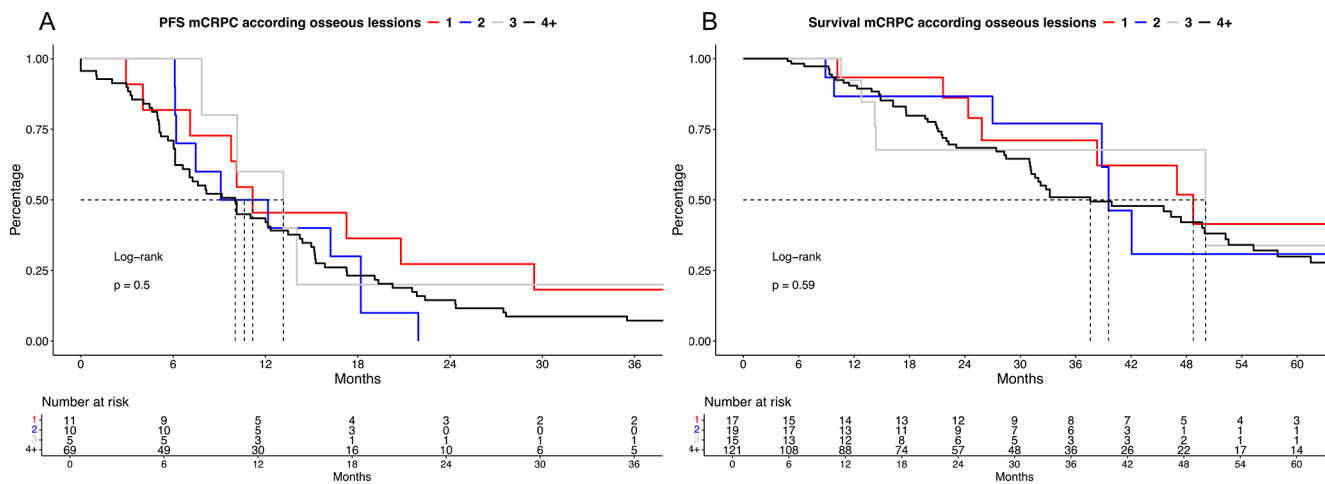 A
PFS mCRPC according osseous lessions 1 2 3 4+
1.00
0.75
0.50
0.25
0.00
Percentage
Log-rank
p = 0.5
0 6 12 18 24 30 36
Months
Number at risk
1 11 9 5 4 3 2 2
2 10 10 5 3 0 0 0
3 5 5 3 1 1 1 1
4+ 69 49 30 16 10 6 5
0 6 12 18 24 30 36
Months
B
Survival mCRPC according osseous lessions 1 2 3 4+
1.00
0.75
0.50
0.25
0.00
Percentage
Log-rank
p = 0.59
0 6 12 18 24 30 36 42 48 54 60
Months
Number at risk
1 17 15 14 13 12 9 8 7 5 4 3
2 19 17 13 11 9 7 6 3 1 1 1
3 15 13 12 8 6 5 3 3 2 1 1
4+ 121 108 88 74 57 48 36 26 22 17 14
0 6 12 18 24 30 36 42 48 54 60
Months